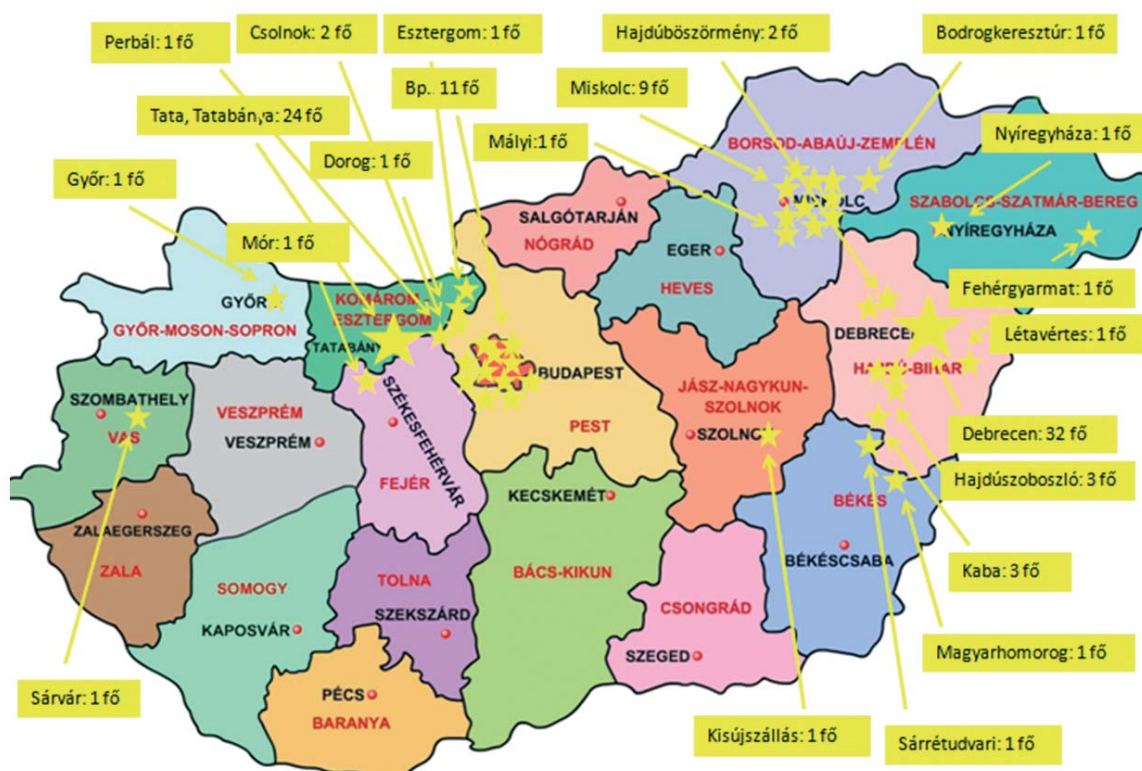 Perbál: 1 fő
Csolnok: 2 fő
Esztergom: 1 fő
Hajdúböszörmény: 2 fő
Bodrogkeresztúr: 1 fő
Bp.. 11 fő
Miskolc: 9 fő
Tata, Tatabánya: 24 fő
Mályi:1 fő
Nyíregyháza: 1 fő
Dorog: 1 fő
BORSOD-ABAÚJ-ZEMPLÉN
Győr: 1 fő
MISKOLC
SZABOLCS-SZATMÁR-BEREG
SALGÓTARJÁN
NYÍREGYHÁZA
NÓGRÁD
Mór: 1 fő
EGER
HEVES
KOMÁROM -
ESZTERGOM
Fehérgyarmat: 1 fő
GYŐR
GYŐR-MOSON-SOPRON
TATABÁNY
DEBRECE
Létavértes: 1 fő
BUDAPEST
HAJDÚ-BIHAR
JÁSZ-NAGYKUN-
SZOLNOK
SZOMBATHELY
VAS
VESZPRÉM
VESZPRÉM
SZÉKESFEHÉRVÁR
FEJÉR
PEST
SZOLNO
Debrecen: 32 fő
Hajdúszoboszló: 3 fő
KECSKEMÉT
BÉKÉS
ZALAEGERSZEG
ZALA
BÉKÉSCSABA
Kaba: 3 fő
SOMOGY
TOLNA
BÁCS-KIKUN
CSONGRÁD
SZEKSZÁRD
KAPOSVÁR
SZEGED
Magyarhomorog: 1 fő
Sárvár: 1 fő
PÉCS
BARANYA
Kisújszállás: 1 fő
Sárrétudvari: 1 fő